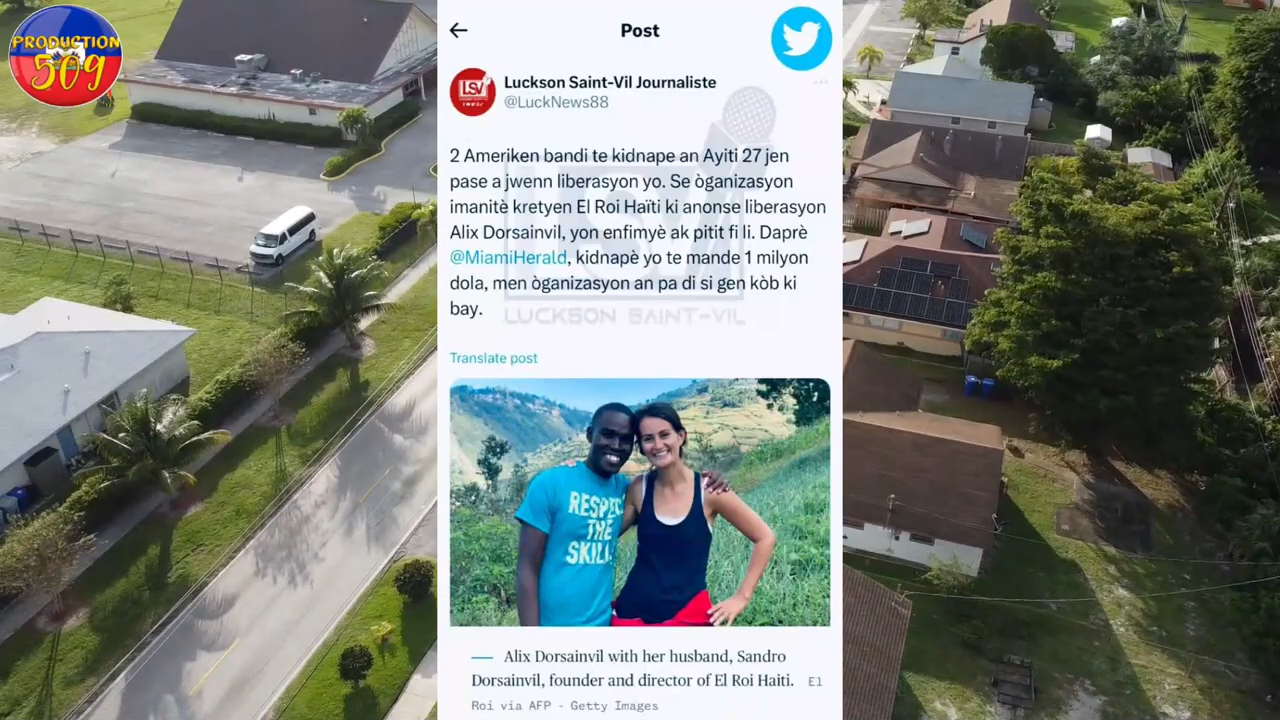 PRODUCTION
509
Post
LSV
Luckson Saint-Vil Journaliste
@LuckNews88
2 Ameriken bandi te kidnape an Ayiti 27 jen
pase a jwenn liberasyon yo. Se òganizasyon
imanitè kretyen El Roi Haïti ki anonse liberasyon
Alix Dorsainvil, yon enfimyè ak pitit fi li. Daprè
@MiamiHerald, kidnapè yo te mande 1 milyon
dola, men òganizasyon an pa di si gen kòb ki
bay.
LSV
LUCKSON SAINT-VIL
Translate post
RESPEC
THE
SKILL
Alix Dorsainvil with her husband, Sandro
Dorsainvil, founder and director of El Roi Haiti. El
Roi via AFP - Getty Images